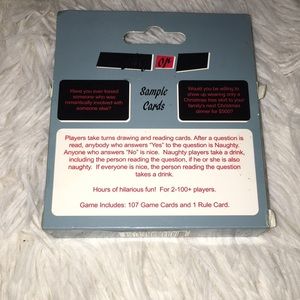 or
Sample
Cards
Have you ever kissed
someone who was
romantically involved with
someone else?
Would you be willing to
show up wearing only a
Christmas tree skirt to your
family's next Christmas
dinner for $500?
Players take turns drawing and reading cards. After a question is
read, anybody who answers "Yes" to the question is Naughty.
Anyone who answers "No" is nice. Naughty players take a drink,
including the person reading the question, if he or she is also
naughty. If everyone is nice, the person reading the question
takes a drink.
Hours of hilarious fun! For 2-100+ players.
Game Includes: 107 Game Cards and 1 Rule Card.